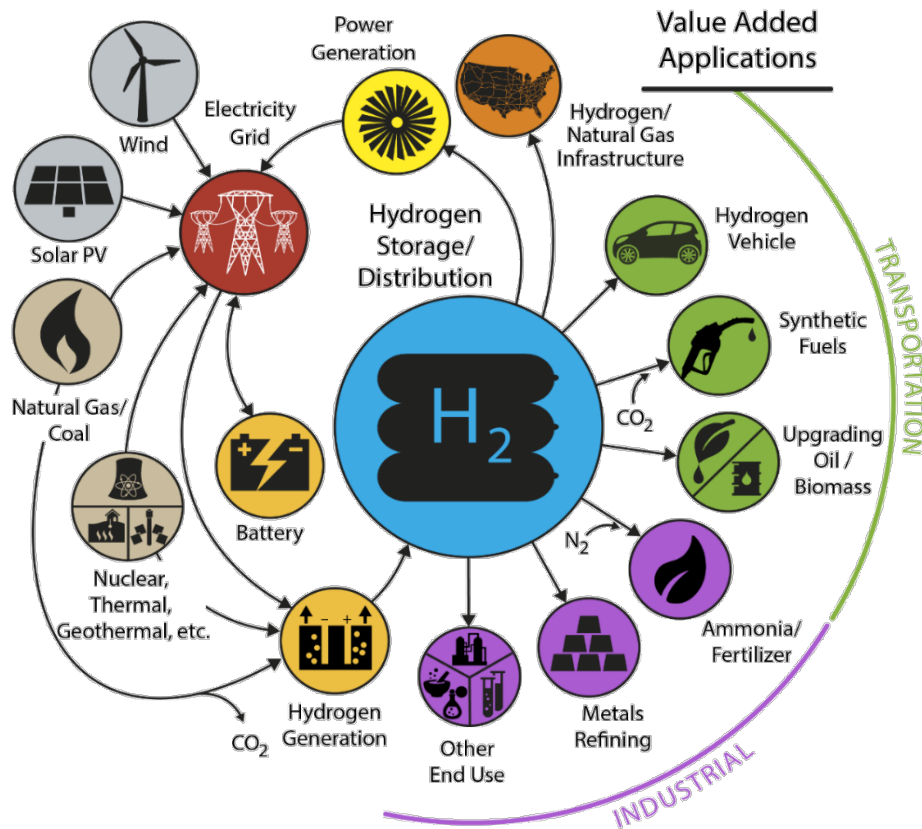 Power
Generation
Value Added
Applications
Wind
Electricity
Grid
Hydrogen/
Natural Gas
Infrastructure
Solar PV
Hydrogen
Storage/
Distribution
Hydrogen
Vehicle
TRANSPORTATION
Synthetic
Fuels
Natural Gas/
Coal
H2
CO2
Upgrading
Oil /
Biomass
+ -
Battery
N2
Nuclear,
Thermal,
Geothermal, etc.
- +
Ammonia/
Fertilizer
Hydrogen
Generation
CO2
Other
End Use
Metals
Refining
INDUSTRIAL